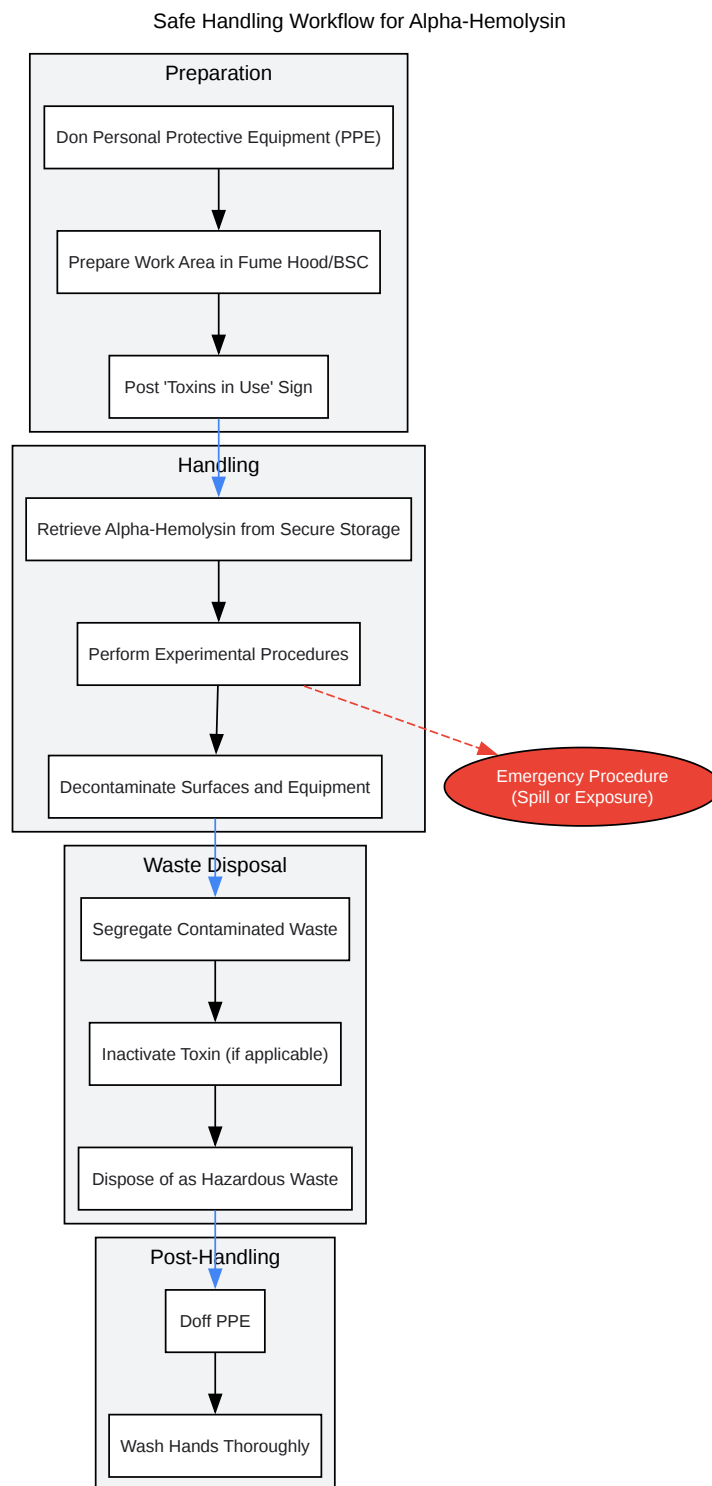 Safe Handling Workflow for Alpha-Hemolysin
Preparation
Don Personal Protective Equipment (PPE)
Prepare Work Area in Fume Hood/BSC
Post 'Toxins in Use' Sign
Handling
Retrieve Alpha-Hemolysin from Secure Storage
Perform Experimental Procedures
Decontaminate Surfaces and Equipment
Emergency Procedure
(Spill or Exposure)
Waste Disposal
Segregate Contaminated Waste
Inactivate Toxin (if applicable)
Dispose of as Hazardous Waste
Post-Handling
Doff PPE
Wash Hands Thoroughly